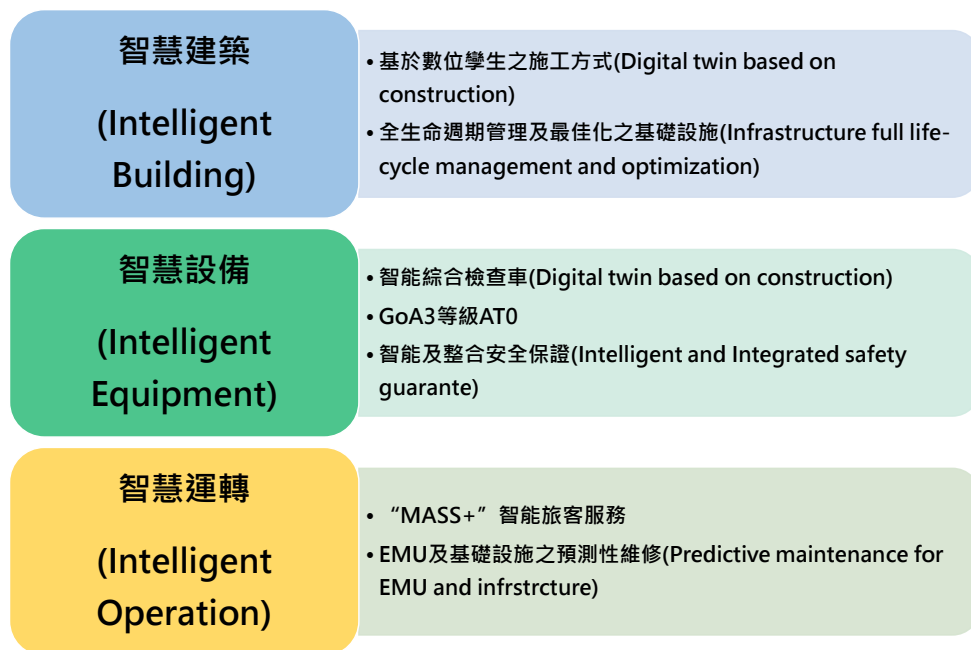 智慧建築
(Intelligent
Building)
• 基於數位孿生之施工方式(Digital twin based on
construction)
• 全生命週期管理及最佳化之基礎設施(Infrastructure full life-
cycle management and optimization)
智慧設備
(Intelligent
Equipment)
• 智能綜合檢查車(Digital twin based on construction)
• GoA3等級AT0
• 智能及整合安全保證(Intelligent and Integrated safety
guarante)
智慧運轉
(Intelligent
Operation)
• “MASS+”智能旅客服務
• EMU及基礎設施之預測性維修(Predictive maintenance for
EMU and infrstrcture)